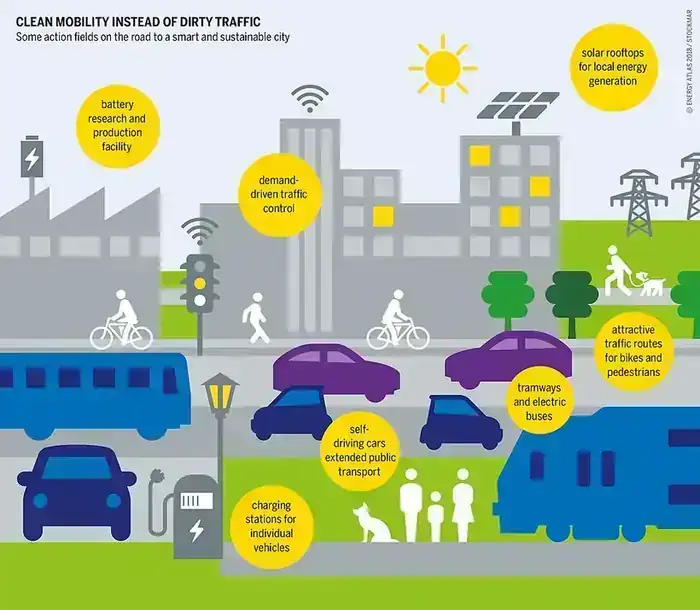 CLEAN MOBILITY INSTEAD OF DIRTY TRAFFIC
Some action fields on the road to a smart and sustainable city
© ENERGY ATLAS 2018 / STOCKMAR
solar rooftops
for local energy
generation
battery
research and
production
facility
demand-
driven traffic
control
attractive
traffic routes
for bikes and
pedestrians
tramways
and electric
buses
self-
driving cars
extended public
transport
charging
stations for
individual
vehicles